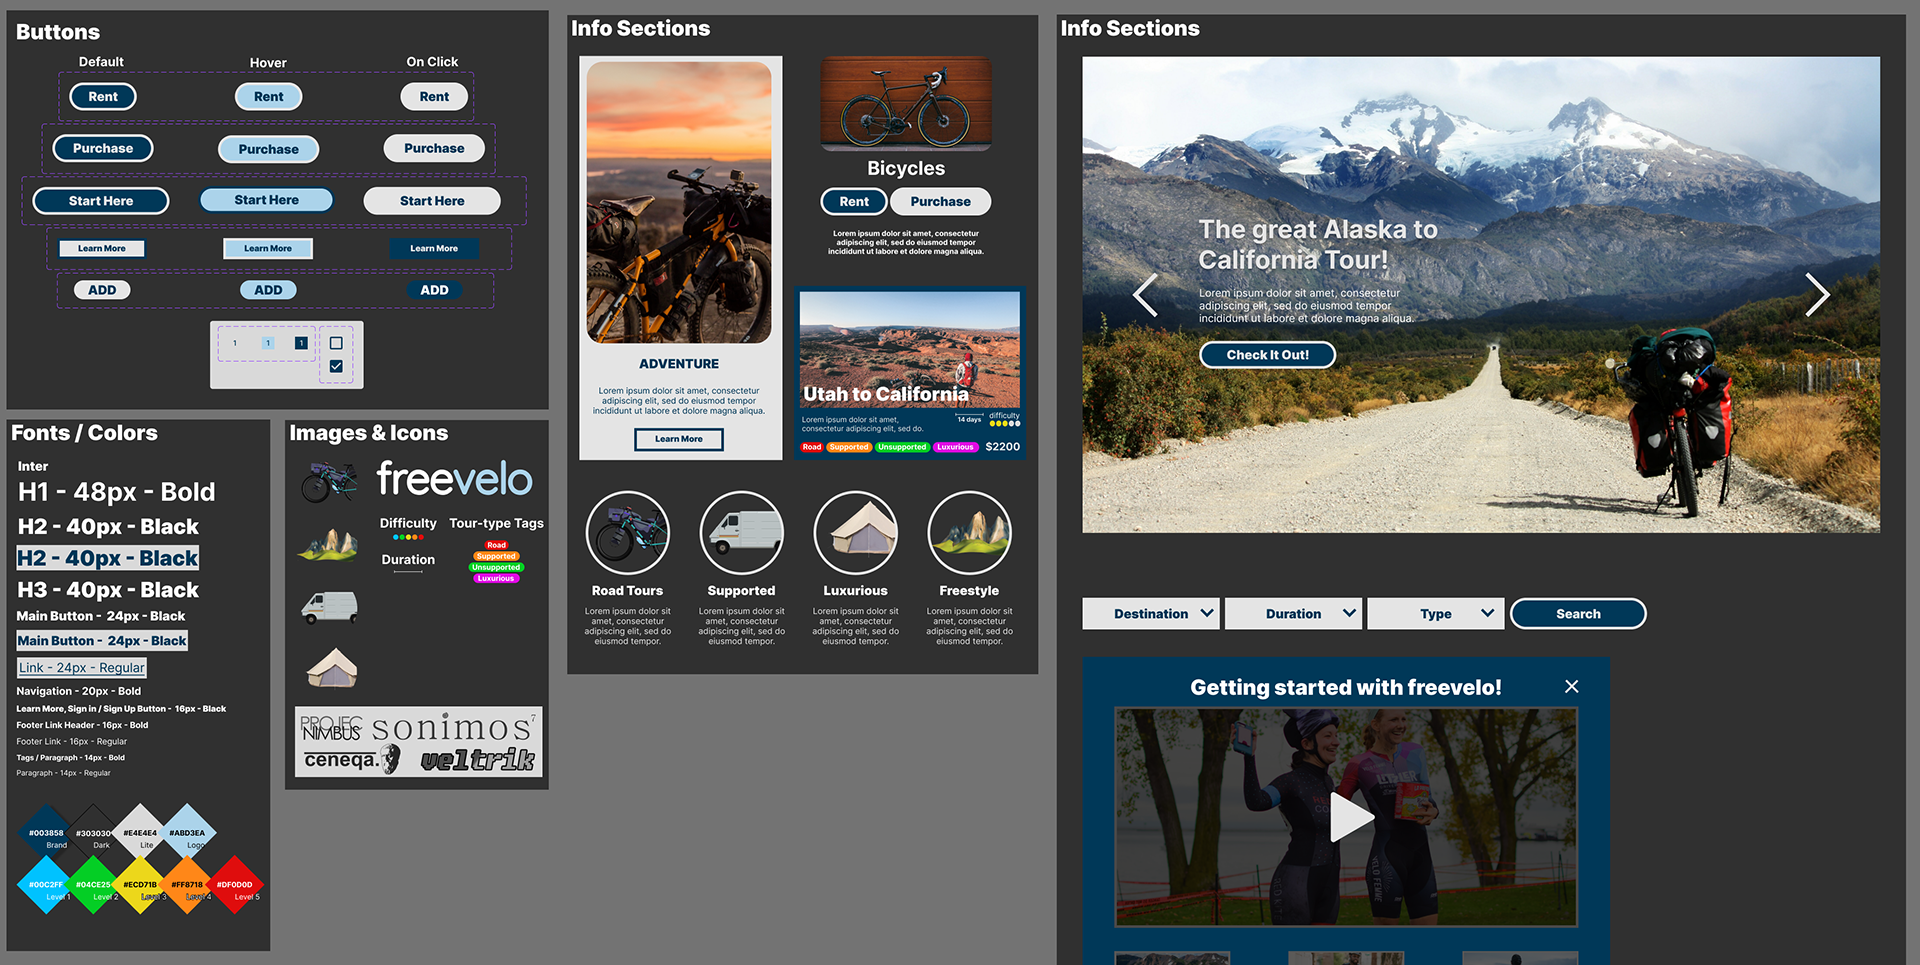 Buttons
Default
Hover
On Click
Rent
Rent
Rent
Purchase
Purchase
Purchase
Start Here
Start Here
Start Here
Learn More
Learn More
Learn More
ADD
ADD
ADD
1
1
1
Fonts / Colors
Inter
H1 - 48px - Bold
H2 - 40px - Black
H2 - 40px - Black
H3 - 40px - Black
Main Button - 24px - Black
Main Button - 24px - Black
Link - 24px - Regular
Navigation - 20px - Bold
Learn More, Sign in / Sign Up Button - 16px - Black
Footer Link Header - 16px - Bold
Footer Link - 16px - Regular
Tags / Paragraph - 14px - Bold
Paragraph - 14px - Regular
#003858
Brand
#303030
Dark
#E4E4E4
Lite
#ABD3EA
Logo
#00C2FF
Level 1
#04CE25
Level 2
#ECD71B
Level 3
#FF8718
Level 4
#DF0D0D
Level 5
Images & Icons
freevelo
Difficulty
Duration
Tour-type Tags
Road
Supported
Unsupported
Luxurious
PROJEC
NIMBUS
sonimos7
ceneqa.
veltrik
Info Sections
ADVENTURE
Lorem ipsum dolor sit amet, consectetur
adipiscing elit, sed do eiusmod tempor
incididunt ut labore et dolore magna aliqua.
Learn More
Bicycles
Rent
Purchase
Lorem ipsum dolor sit amet, consectetur
adipiscing elit, sed do eiusmod tempor
incididunt ut labore et dolore magna aliqua.
Utah to California
Lorem ipsum dolor sit amet,
consectetur adipiscing elit, sed do.
14 days
difficulty
Road
Supported
Unsupported
Luxurious
$2200
Road Tours
Lorem ipsum dolor sit
amet, consectetur
adipiscing elit, sed do
eiusmod tempor.
Supported
Lorem ipsum dolor sit
amet, consectetur
adipiscing elit, sed do
eiusmod tempor.
Luxurious
Lorem ipsum dolor sit
amet, consectetur
adipiscing elit, sed do
eiusmod tempor.
Freestyle
Lorem ipsum dolor sit
amet, consectetur
adipiscing elit, sed do
eiusmod tempor.
Info Sections
The great Alaska to
California Tour!
Lorem ipsum dolor sit amet, consectetur
adipiscing elit, sed do eiusmod tempor
incididunt ut labore et dolore magna aliqua.
Check It Out!
Destination
Duration
Type
Search
Getting started with freevelo!